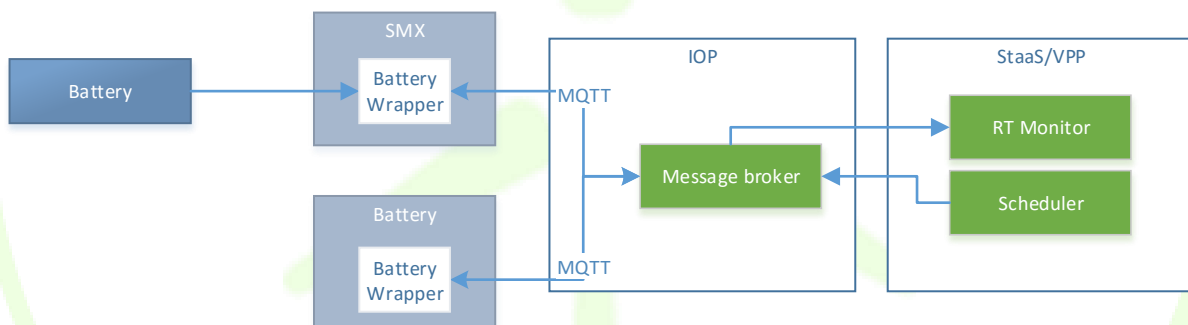 SMX
IOP
StaaS/VPP
Battery
Battery
Wrapper
MQTT
RT Monitor
Message broker
Scheduler
Battery
Battery
Wrapper
MQTT